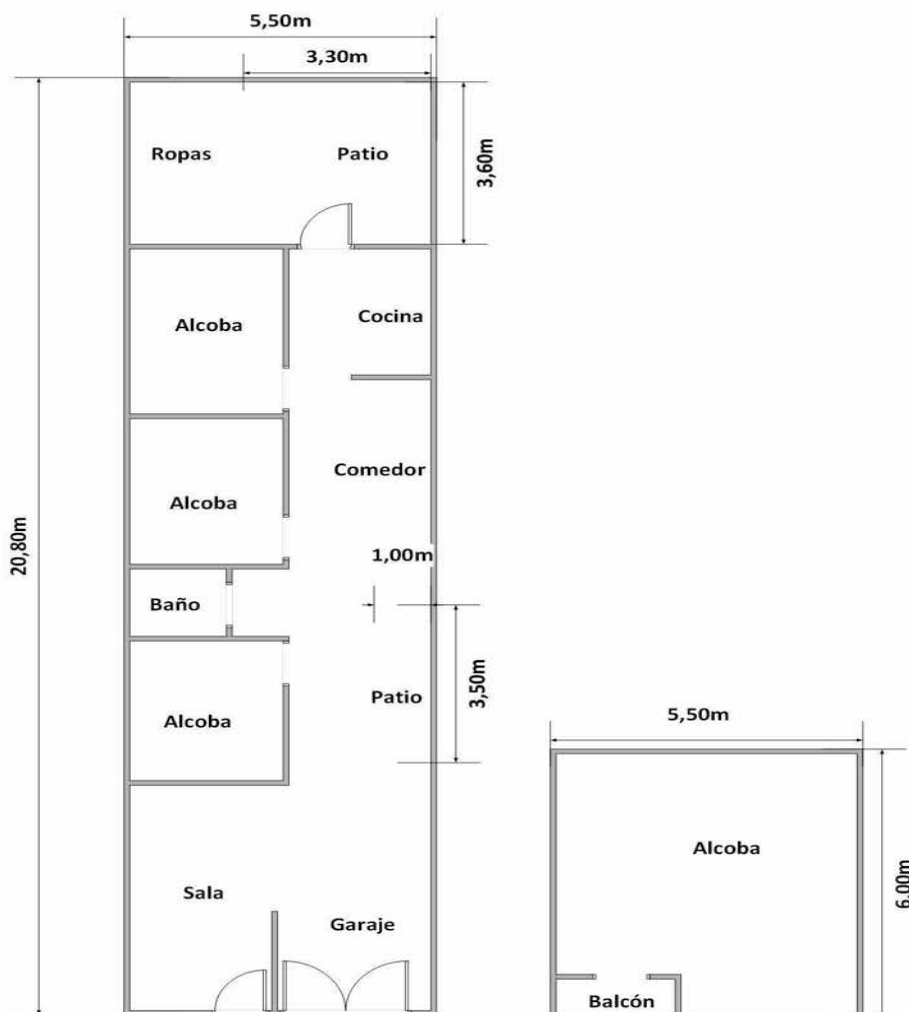 5,50m
3,30m
Ropas
Patio
3,60m
Alcoba
Cocina
20,80m
Alcoba
Comedor
1,00m
Baño
Alcoba
Patio
3,50m
5,50m
Alcoba
6,00m
Sala
Garaje
Balcón